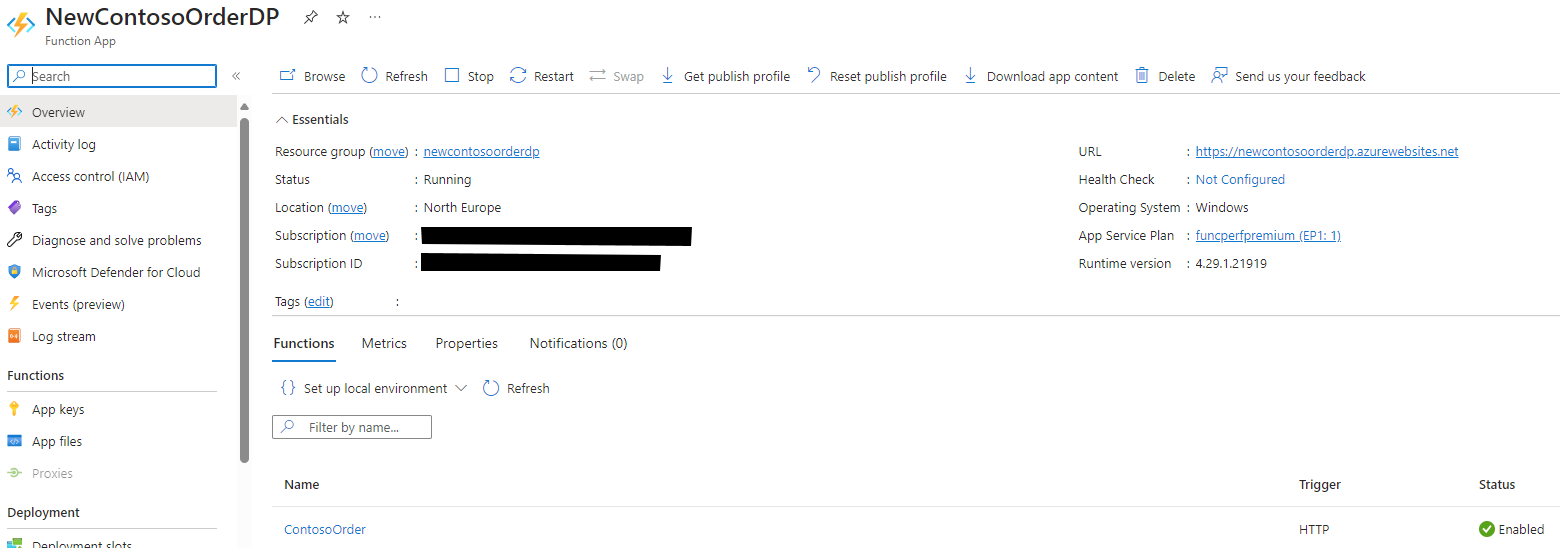 NewContosoOrderDP
Function App
Search
Overview
Activity log
Access control (IAM)
Tags
Diagnose and solve problems
Microsoft Defender for Cloud
Events (preview)
Log stream
Functions
App keys
App files
Proxies
Deployment
Deployment slots
Browse Refresh Stop Restart Swap Get publish profile Reset publish profile Download app content Delete Send us your feedback
Essentials
Resource group (move) : newcontosoorderdp
Status : Running
Location (move) : North Europe
Subscription (move) :
Subscription ID :
Tags (edit) :
URL : https://newcontosoorderdp.azurewebsites.net
Health Check : Not Configured
Operating System : Windows
App Service Plan : funcperfpremium (EP1: 1)
Runtime version : 4.29.1.21919
Functions Metrics Properties Notifications (0)
Set up local environment Refresh
Filter by name...
Name Trigger Status
ContosoOrder HTTP Enabled